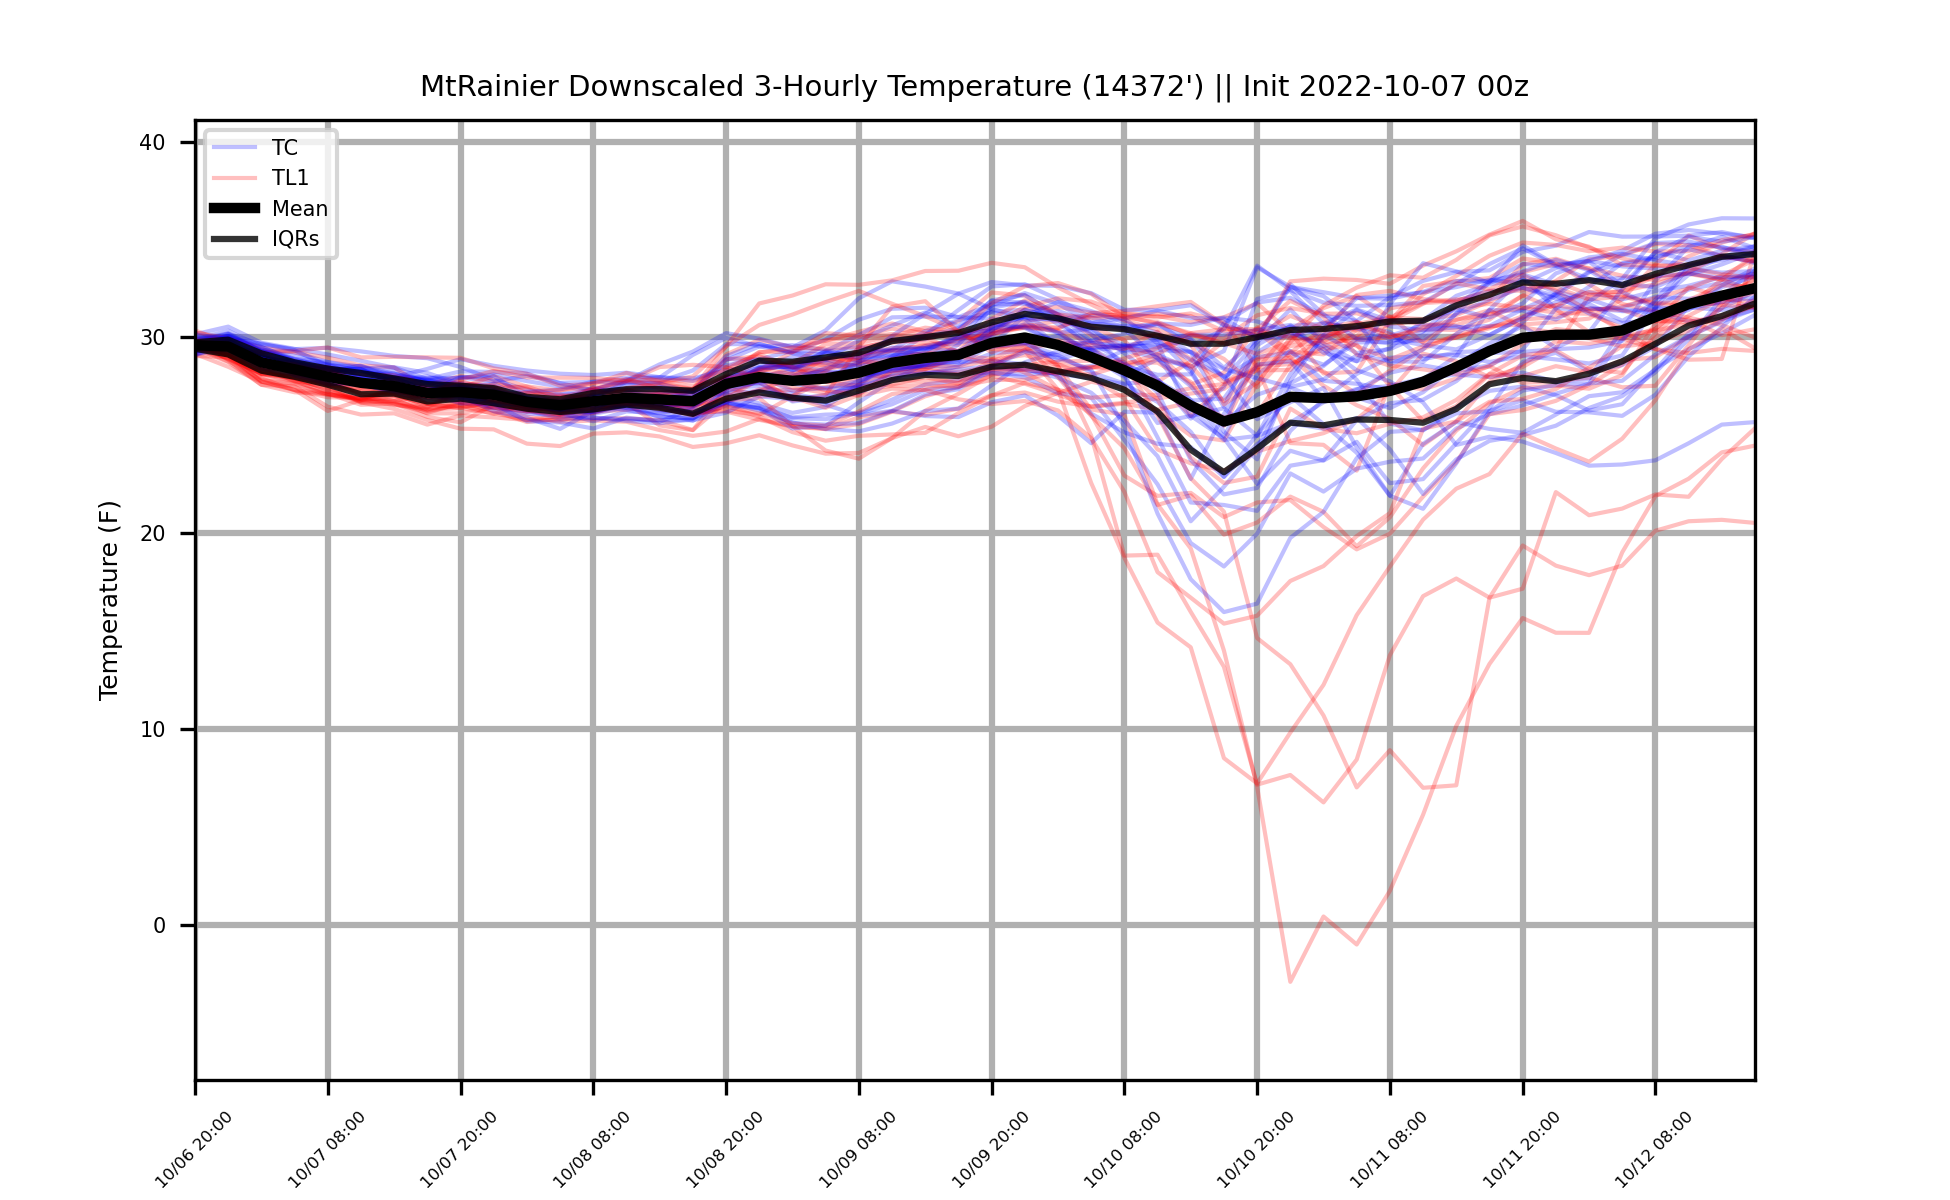 MtRainier Downscaled 3-Hourly Temperature (14372') || Init 2022-10-07 00z
TC
TL1
Mean
IQRs
Temperature (F)
40
30
20
10
0
10/06 20:00
10/07 08:00
10/07 20:00
10/08 08:00
10/08 20:00
10/09 08:00
10/09 20:00
10/10 08:00
10/10 20:00
10/11 08:00
10/11 20:00
10/12 08:00